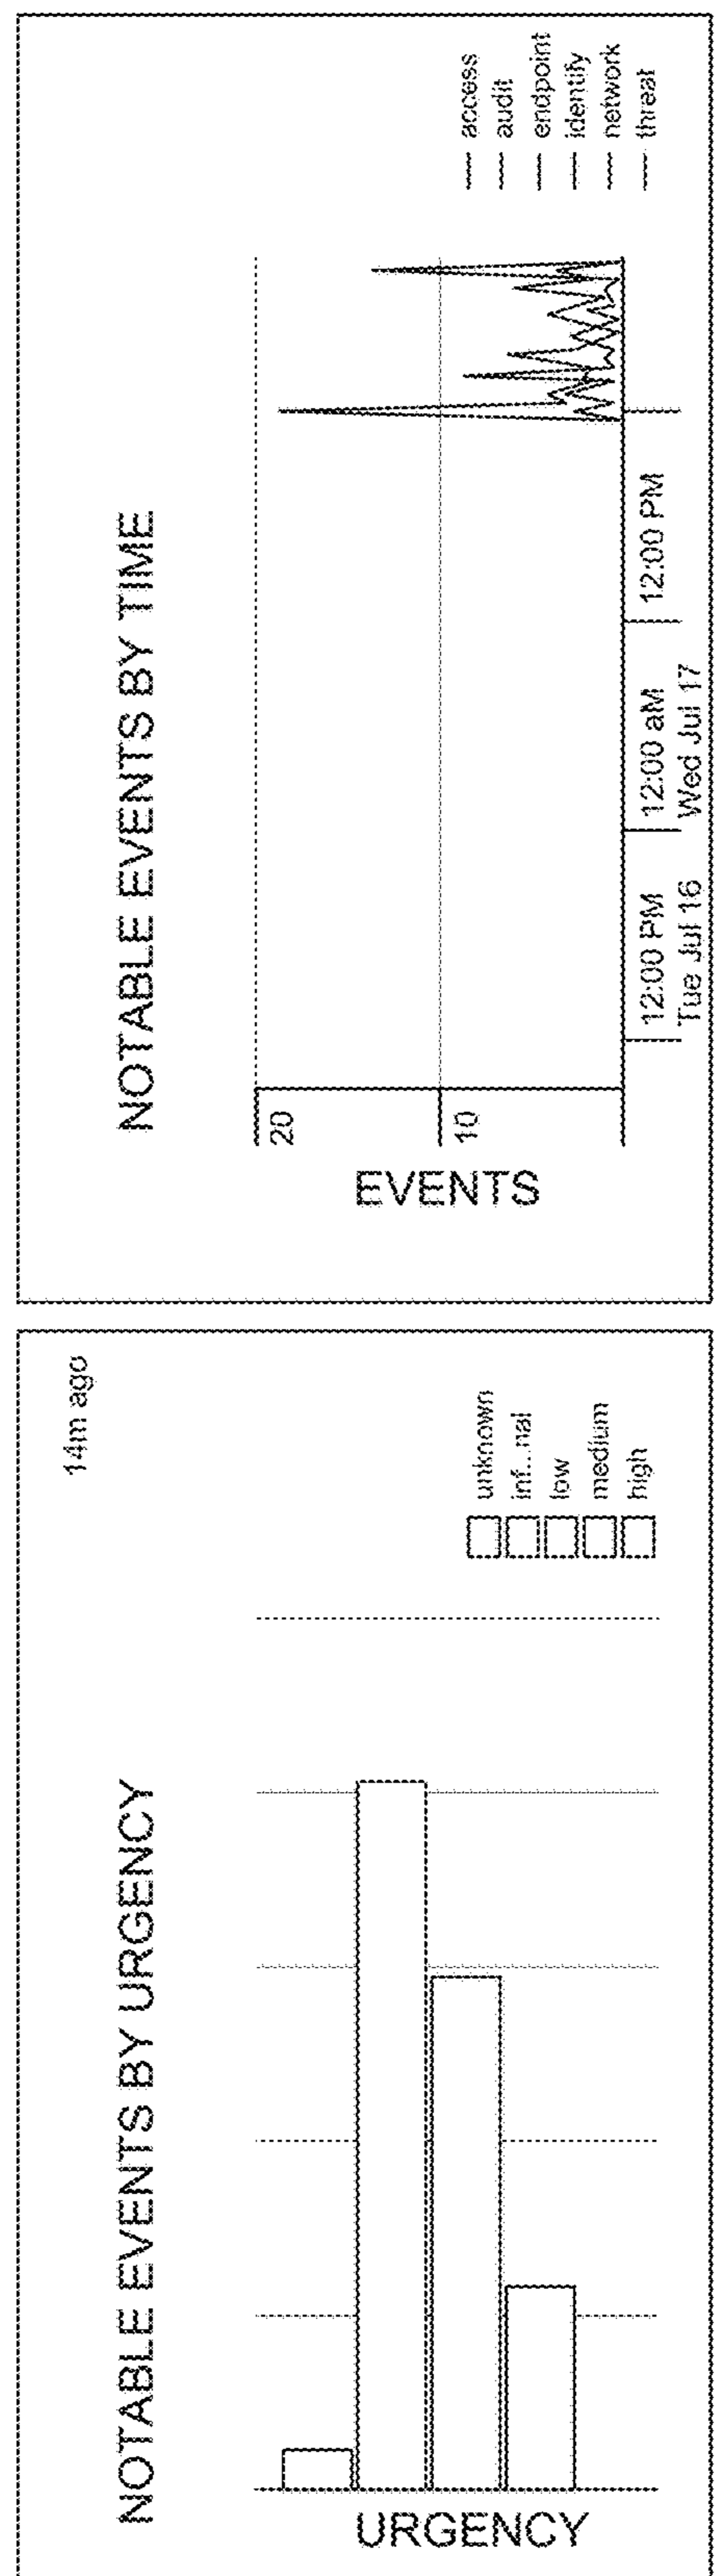 NOTABLE EVENTS BY URGENCY
14m ago
URGENCY
unknown
inf...nal
low
medium
high
NOTABLE EVENTS BY TIME
EVENTS
20
10
12:00 PM
Tue Jul 16
12:00 aM
Wed Jul 17
12:00 PM
access
audit
endpoint
identify
network
threat